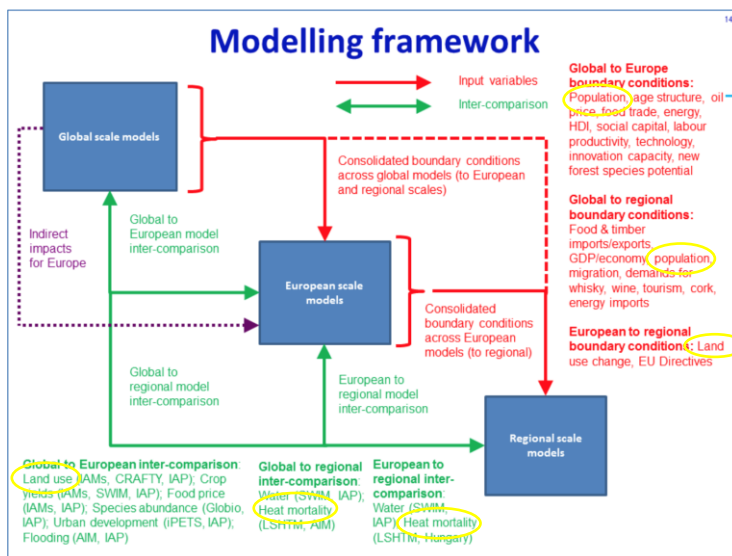 14
Modelling framework
Input variables
Inter-comparison
Global scale models
Consolidated boundary conditions
across global models (to European
and regional scales)
Global to
European model
inter-comparison
Indirect
impacts
for Europe
European scale
models
Consolidated
boundary conditions
across European
models (to regional)
Global to
regional model
inter-comparison
European to
regional model
inter-comparison
Regional scale
models
Global to Europe
boundary conditions:
Population, age structure, oil
price, food trade, energy,
HDI, social capital, labour
productivity, technology,
innovation capacity, new
forest species potential
Global to regional
boundary conditions:
Food & timber
imports/exports,
GDP/economy, population,
migration, demands for
whisky, wine, tourism, cork,
energy imports
European to regional
boundary conditions: Land
use change, EU Directives
Global to European inter-comparison:
Land use (IAMs, CRAFTY, IAP); Crop
yields (IAMs, SWIM, IAP); Food price
(IAMs, IAP); Species abundance (Globio,
IAP); Urban development (iPETS, IAP);
Flooding (AIM, IAP)
Global to regional
inter-comparison:
Water (SWIM, IAP);
Heat mortality
(LSHTM, AIM)
European to
regional inter-
comparison:
Water (SWIM,
IAP); Heat mortality
(LSHTM, Hungary)